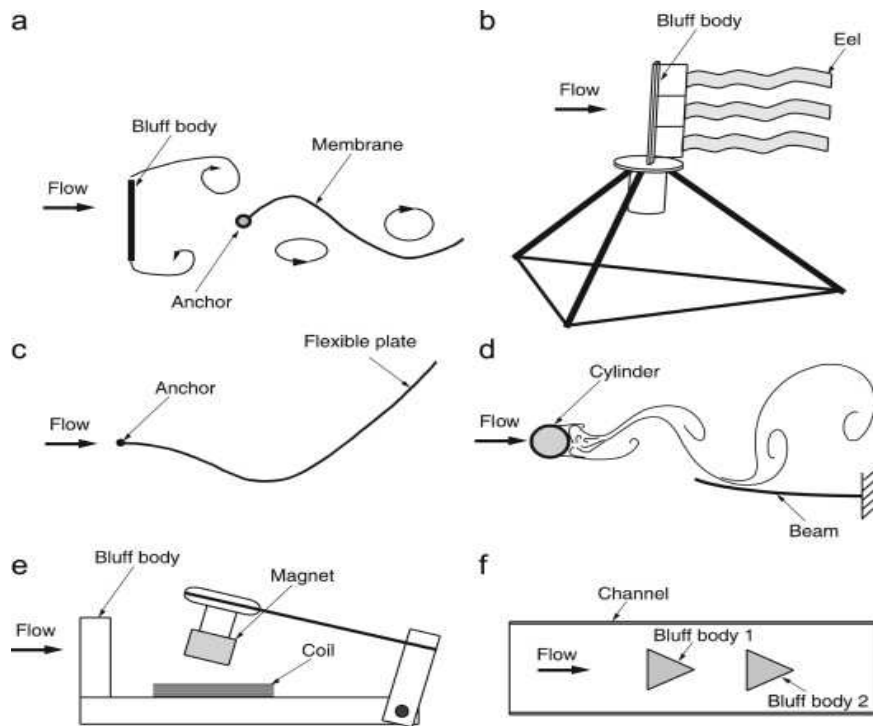 a
Bluff body
Flow
Membrane
Anchor
b
Bluff body
Eel
Flow
c
Flexible plate
Anchor
Flow
d
Cylinder
Flow
Beam
e
Bluff body
Magnet
Flow
Coil
f
Channel
Bluff body 1
Flow
Bluff body 2